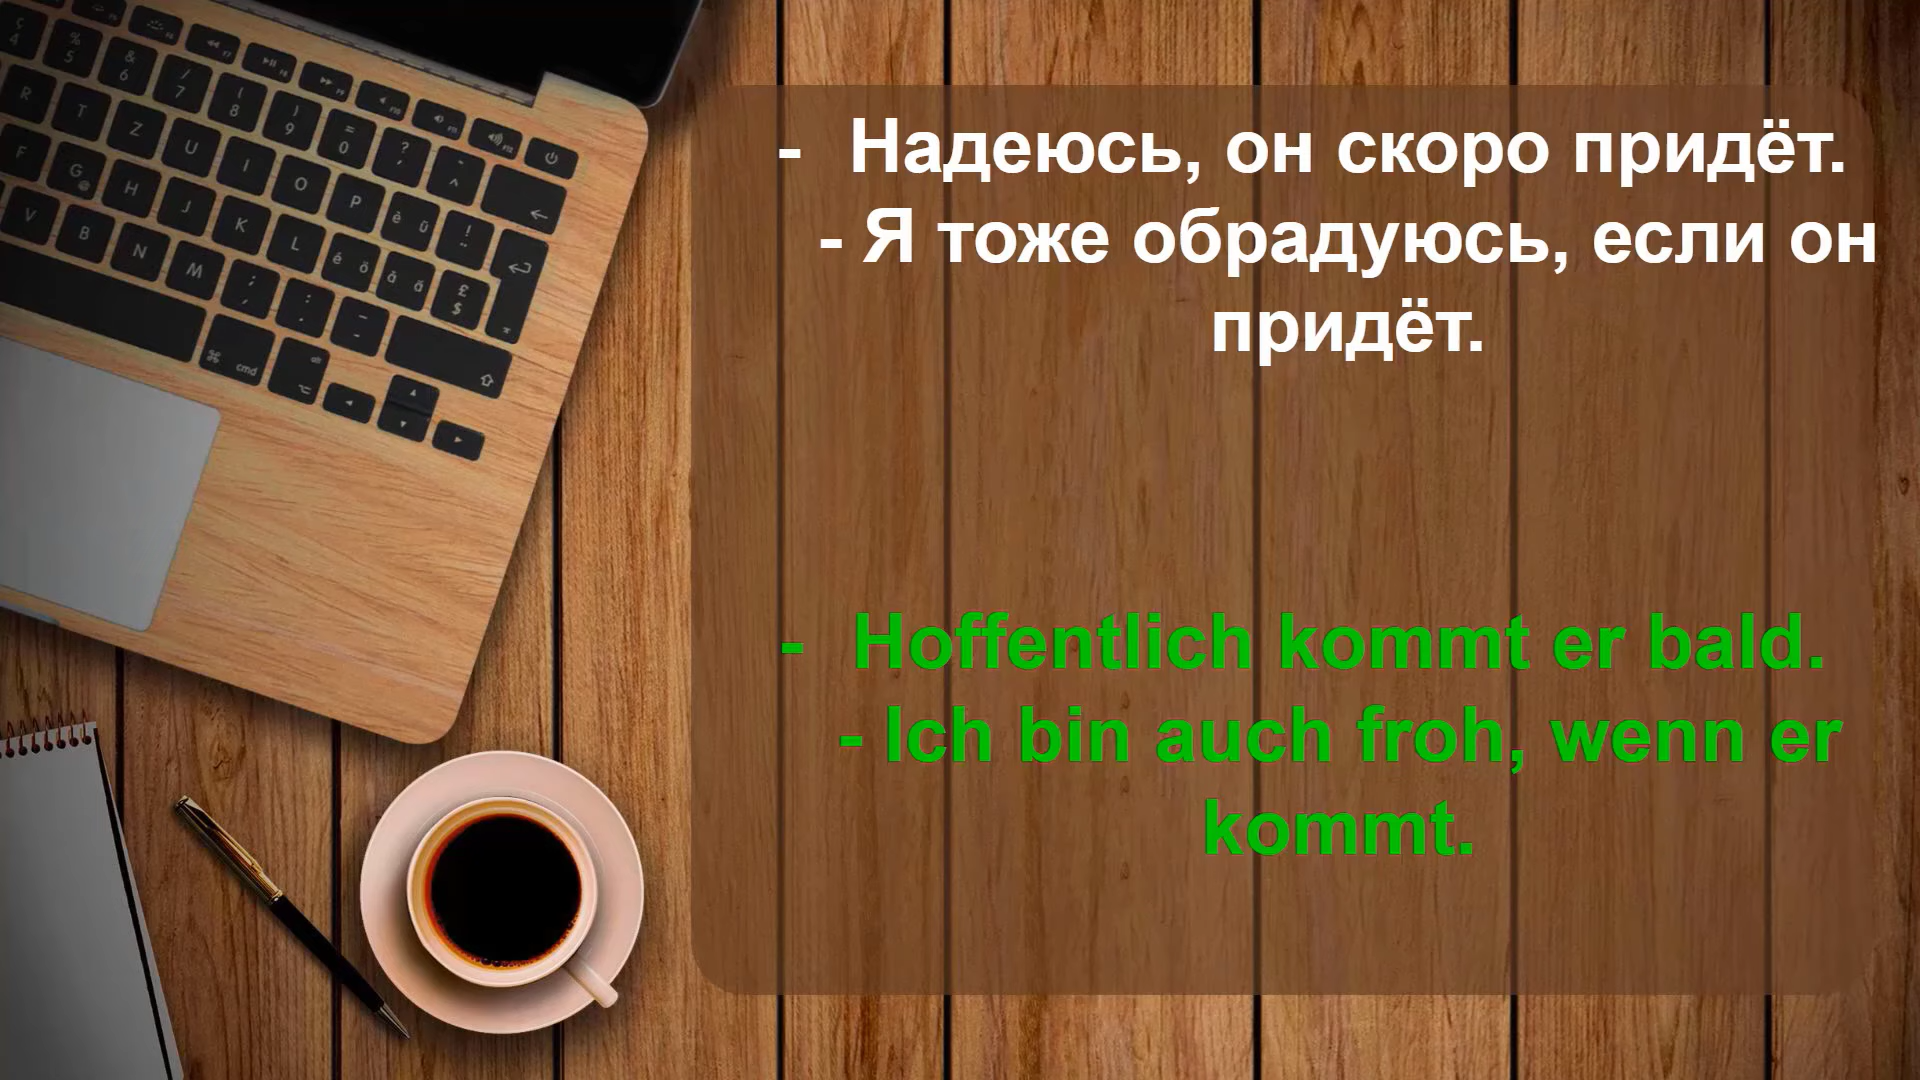 - Надеюсь, он скоро придёт.
- Я тоже обрадуюсь, если он
придёт.
- Hoffentlich kommt er bald.
- Ich bin auch froh, wenn er
kommt.